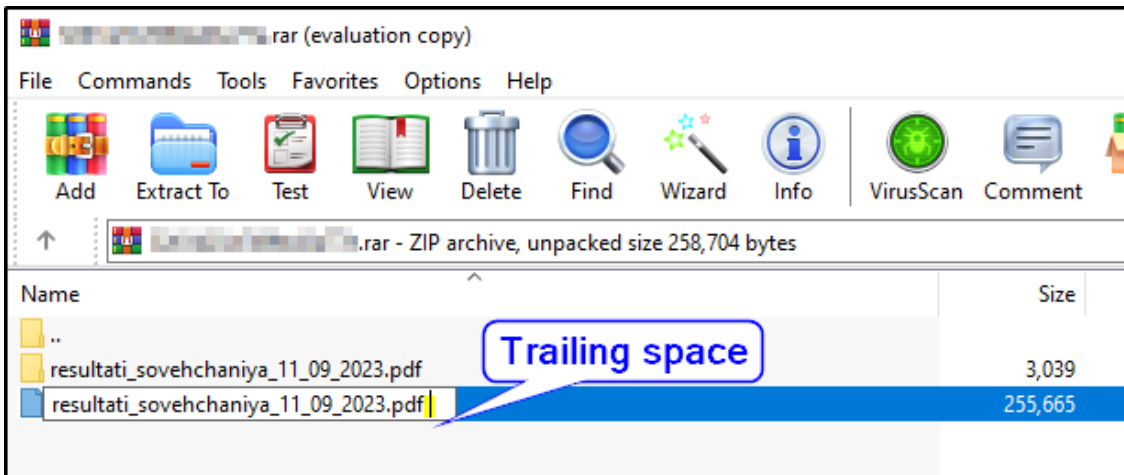 rar (evaluation copy)
File Commands Tools Favorites Options Help
Add Extract To Test View Delete Find Wizard Info VirusScan Comment
.rar - ZIP archive, unpacked size 258,704 bytes
Name Size
..
resultati_sovehchaniya_11_09_2023.pdf 3,039
resultati_sovehchaniya_11_09_2023.pdf 255,665
Trailing space